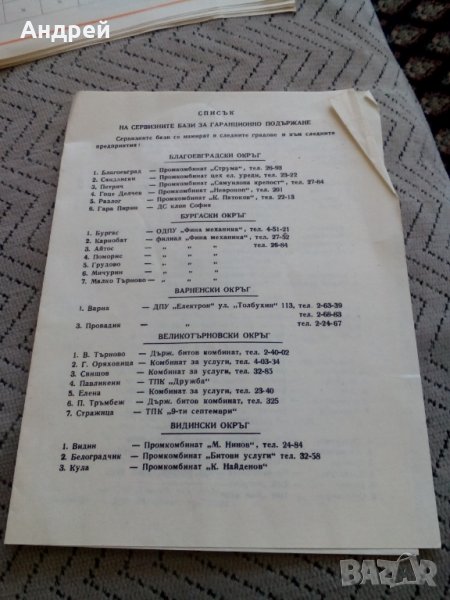 Андрей
СПИСЪК
НА СЕРВИЗНИТЕ БАЗИ ЗА ГАРАНЦИОННО ПОДЪРЖАНЕ
Сервизните бази се намират в следните градове и към следните
предприятия:
БЛАГОЕВГРАДСКИ ОКРЪГ
1. Благоевград — Промкомбинат „Струма“, тел. 26-93
2. Сандански — Промкомбинат цех ел. уреди, тел. 23-22
3. Петрич — Промкомбинат „Самуилова крепост“, тел. 27-84
4. Гоце Делчев — Промкомбинат „Неврокоп“, тел. 201
5. Разлог — Промкомбинат „К. Патоков“, тел. 22-13
6. Гара Пирин — ДС клон София
БУРГАСКИ ОКРЪГ
1. Бургас — ОДПУ „Фина механика“, тел. 4-51-21
2. Карнобат — филиал „Фина механика“, тел. 27-52
3. Айтос — „ „ „ тел. 26-84
4. Поморие — „ „ „
5. Грудово — „ „ „
6. Мичурин — „ „ „
7. Малко Търново — „ „ „
ВАРНЕНСКИ ОКРЪГ
1. Варна — ДПУ „Електрон“ ул. „Толбухин“ 113, тел. 2-63-39
тел. 2-68-83
3. Провадия — „ тел. 2-24-67
ВЕЛИКОТЪРНОВСКИ ОКРЪГ
1. В. Търново — Държ. битов комбинат, тел. 2-40-02
2. Г. Оряховица — Комбинат за услуги, тел. 4-03-34
3. Свищов — Комбинат за услуги, тел. 32-85
4. Павликени — ТПК „Дружба“
5. Елена — Комбинат за услуги, тел. 23-40
6. П. Тръмбеж — Държ. битов комбинат, тел. 325
7. Стражица — ТПК „9-ти септември“
ВИДИНСКИ ОКРЪГ
1. Видин — Промкомбинат „М. Нинов“, тел. 24-84
2. Белоградчик — Промкомбинат „Битови услуги“ тел. 32-58
3. Кула — Промкомбинат „К. Найденов“
BAZAR.BG